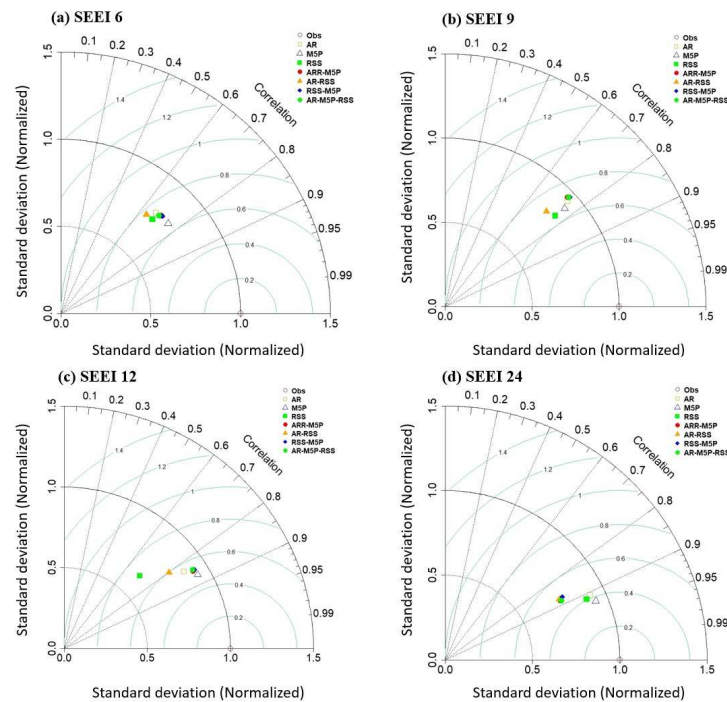 (a) SEEI 6
Standard deviation (Normalized)
1.5
1.0
0.5
0.0
0.0
0.5
1.0
1.5
Standard deviation (Normalized)
0.1
0.2
0.3
0.4
0.5
0.6
0.7
0.8
0.9
0.95
0.99
Correlation
1.4
1.2
1
0.8
0.6
0.4
0.2
Obs
AR
M5P
RSS
ARR-M5P
AR-RSS
RSS-M5P
AR-M5P-RSS
(b) SEEI 9
Standard deviation (Normalized)
1.5
1.0
0.5
0.0
0.0
0.5
1.0
1.5
Standard deviation (Normalized)
0.1
0.2
0.3
0.4
0.5
0.6
0.7
0.8
0.9
0.95
0.99
Correlation
1.4
1.2
1
0.8
0.6
0.4
0.2
Obs
AR
M5P
RSS
ARR-M5P
AR-RSS
RSS-M5P
AR-M5P-RSS
(c) SEEI 12
Standard deviation (Normalized)
1.5
1.0
0.5
0.0
0.0
0.5
1.0
1.5
Standard deviation (Normalized)
0.1
0.2
0.3
0.4
0.5
0.6
0.7
0.8
0.9
0.95
0.99
Correlation
1.4
1.2
1
0.8
0.6
0.4
0.2
Obs
AR
M5P
RSS
ARR-M5P
AR-RSS
RSS-M5P
AR-M5P-RSS
(d) SEEI 24
Standard deviation (Normalized)
1.5
1.0
0.5
0.0
0.0
0.5
1.0
1.5
Standard deviation (Normalized)
0.1
0.2
0.3
0.4
0.5
0.6
0.7
0.8
0.9
0.95
0.99
Correlation
1.4
1.2
1
0.8
0.6
0.4
0.2
Obs
AR
M5P
RSS
ARR-M5P
AR-RSS
RSS-M5P
AR-M5P-RSS